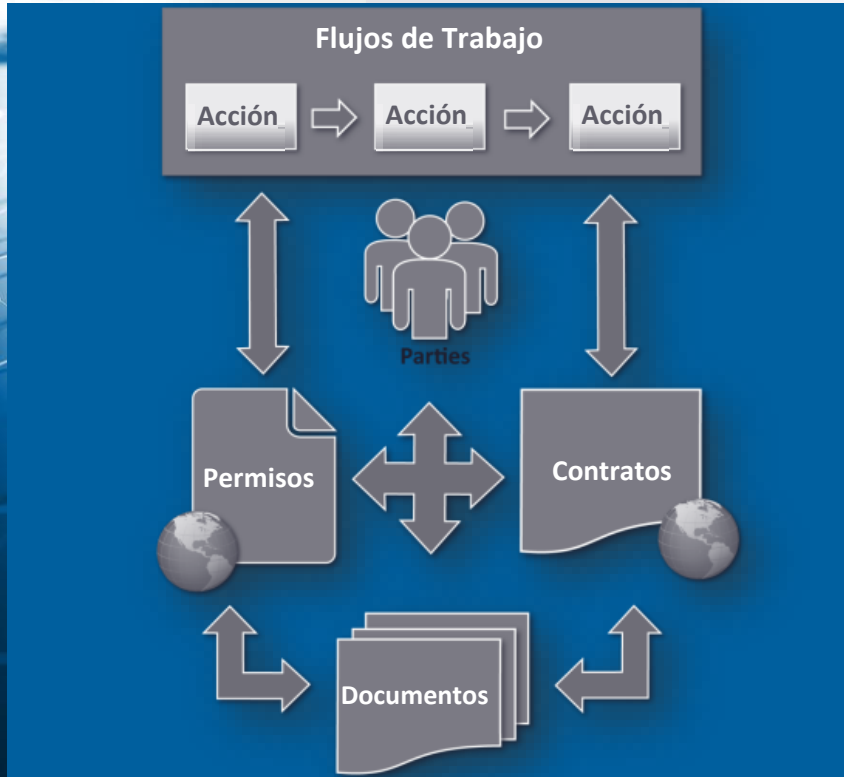 Flujos de Trabajo
Acción
Acción
Acción
Parties
Permisos
Contratos
Documentos